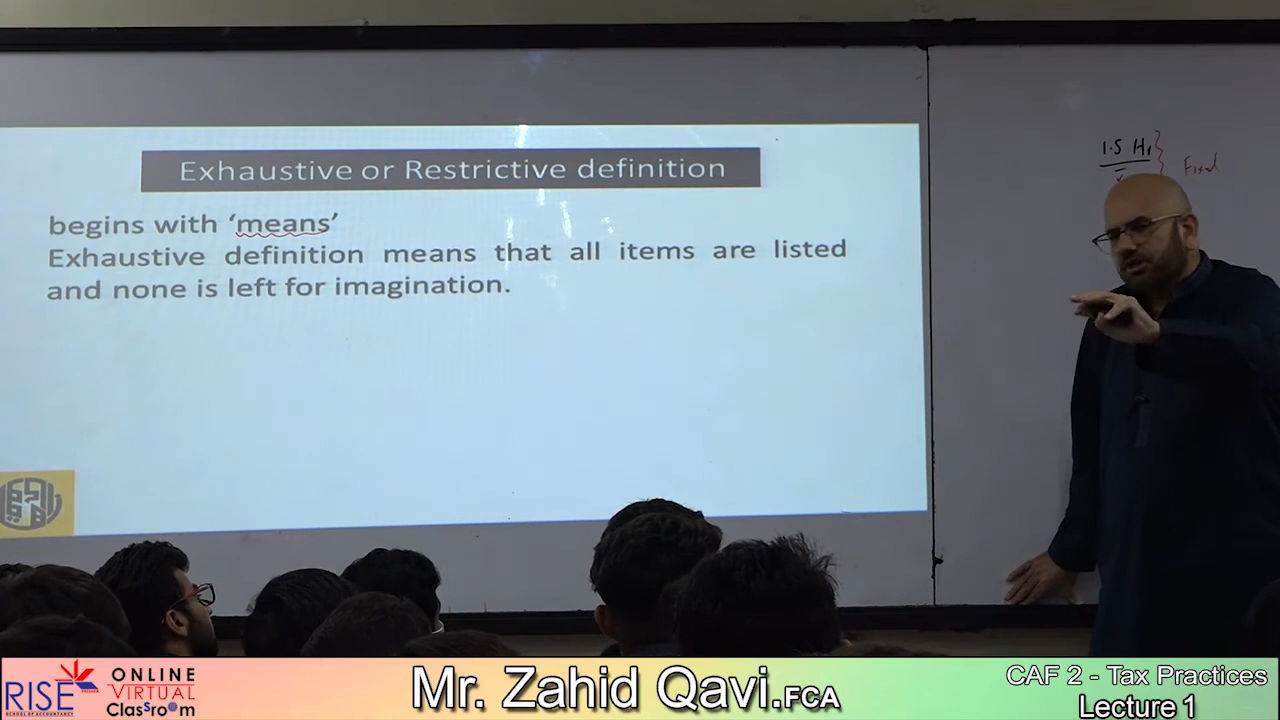 Exhaustive or Restrictive definition
begins with ‘means’
Exhaustive definition means that all items are listed
and none is left for imagination.
1.5 Hr
RISE
SCHOOL OF ACCOUNTANCY
ONLINE
VIRTUAL
ClasSro@m
Mr. Zahid Qavi.FCA
CAF 2 - Tax Practices
Lecture 1